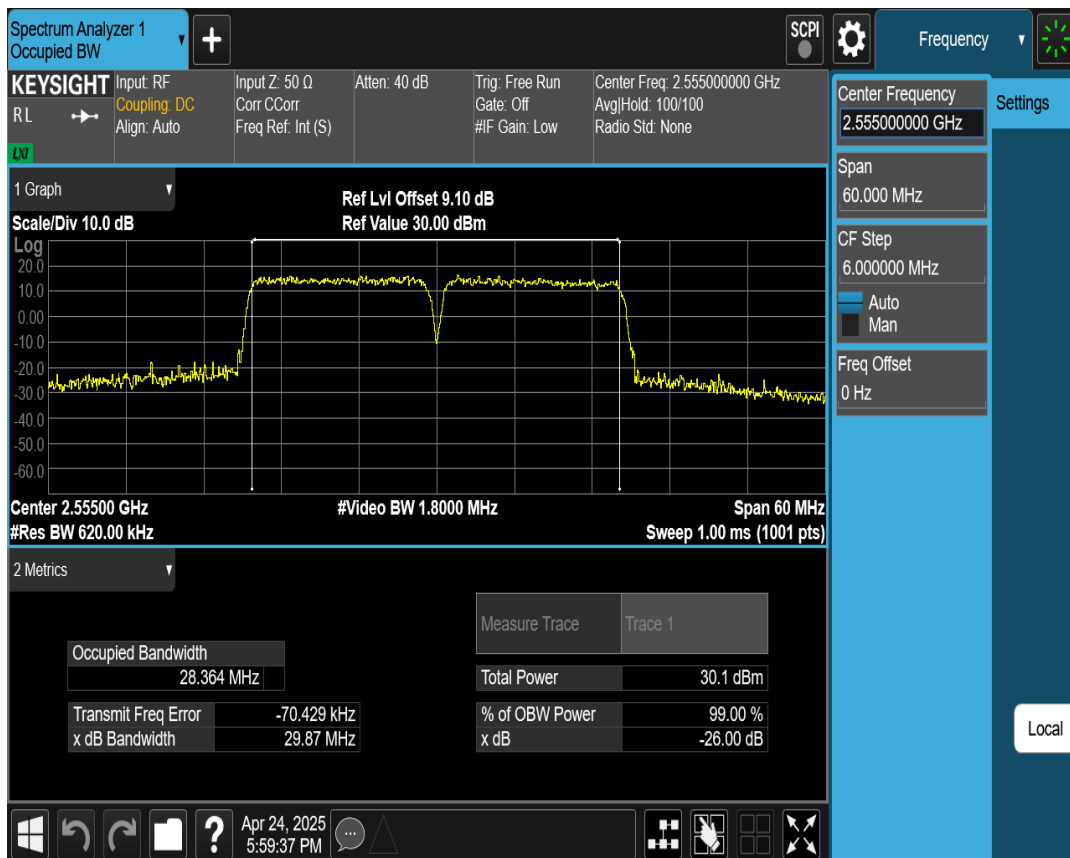 Spectrum Analyzer 1
Occupied BW
+
SCPI
Frequency
KEYSIGHT
RL
LXI
Input: RF
Coupling: DC
Align: Auto
Input Z: 50 Ω
Corr CCorr
Freq Ref: Int (S)
Atten: 40 dB
Trig: Free Run
Gate: Off
#IF Gain: Low
Center Freq: 2.555000000 GHz
Avg|Hold: 100/100
Radio Std: None
Center Frequency
2.555000000 GHz
Settings
Span
60.000 MHz
CF Step
6.000000 MHz
Auto
Man
Freq Offset
0 Hz
1 Graph
Scale/Div 10.0 dB
Ref Lvl Offset 9.10 dB
Ref Value 30.00 dBm
Log
20.0
10.0
0.00
-10.0
-20.0
-30.0
-40.0
-50.0
-60.0
Center 2.55500 GHz
#Video BW 1.8000 MHz
Span 60 MHz
#Res BW 620.00 kHz
Sweep 1.00 ms (1001 pts)
2 Metrics
Measure Trace
Trace 1
Occupied Bandwidth
28.364 MHz
Total Power
30.1 dBm
Transmit Freq Error
-70.429 kHz
% of OBW Power
99.00 %
x dB Bandwidth
29.87 MHz
x dB
-26.00 dB
Local
?
Apr 24, 2025
5:59:37 PM